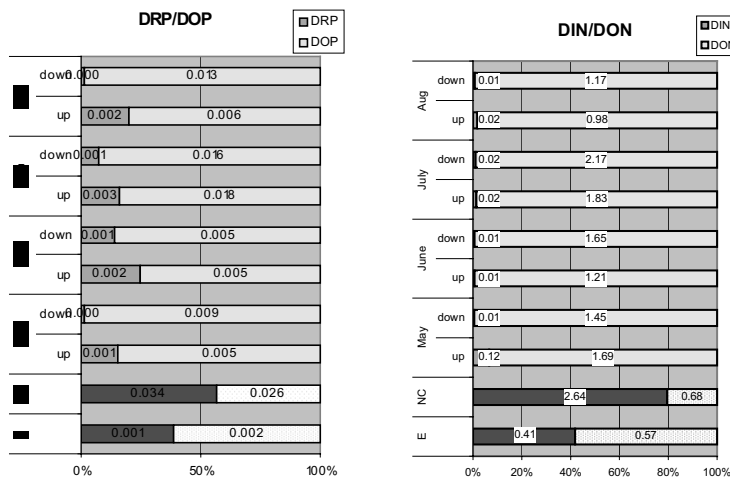 DRP/DOP
DRP
DOP
down 0.000 0.013
up 0.002 0.006
down 0.001 0.016
up 0.003 0.018
down 0.001 0.005
up 0.002 0.005
down 0.000 0.009
up 0.001 0.005
0.034 0.026
0.001 0.002
0% 50% 100%
DIN/DON
DIN
DON
Aug
down 0.01 1.17
up 0.02 0.98
July
down 0.02 2.17
up 0.02 1.83
June
down 0.01 1.65
up 0.01 1.21
May
down 0.01 1.45
up 0.12 1.69
NC 2.64 0.68
E 0.41 0.57
0% 20% 40% 60% 80% 100%